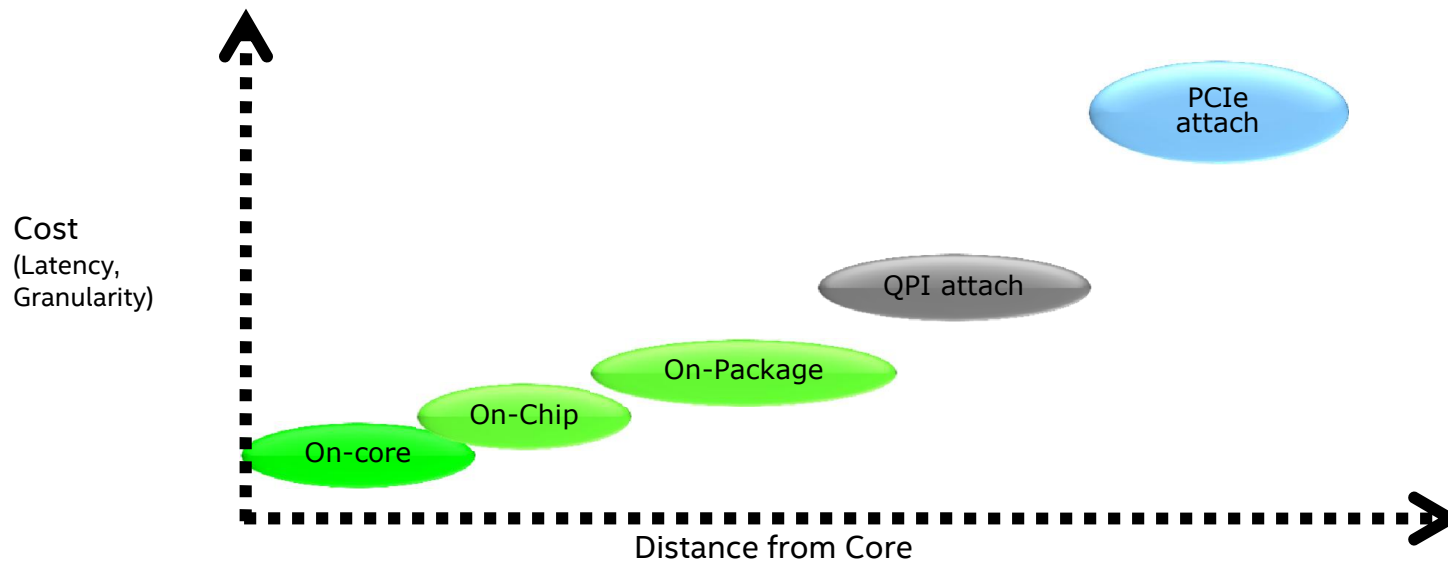 PCIe
attach
Cost
(Latency,
Granularity)
QPI attach
On-Package
On-Chip
On-core
Distance from Core